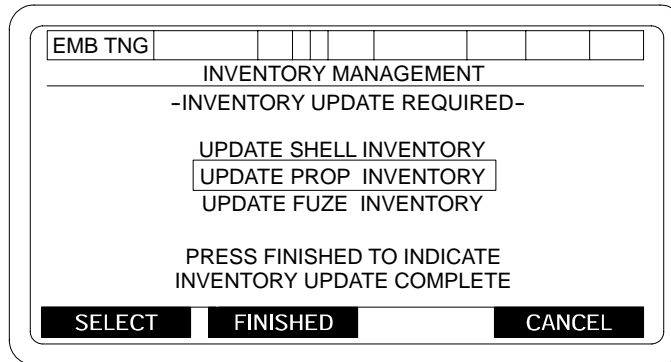 EMB TNG
INVENTORY MANAGEMENT
-INVENTORY UPDATE REQUIRED-
UPDATE SHELL INVENTORY
UPDATE PROP INVENTORY
UPDATE FUZE INVENTORY
PRESS FINISHED TO INDICATE
INVENTORY UPDATE COMPLETE
SELECT FINISHED CANCEL